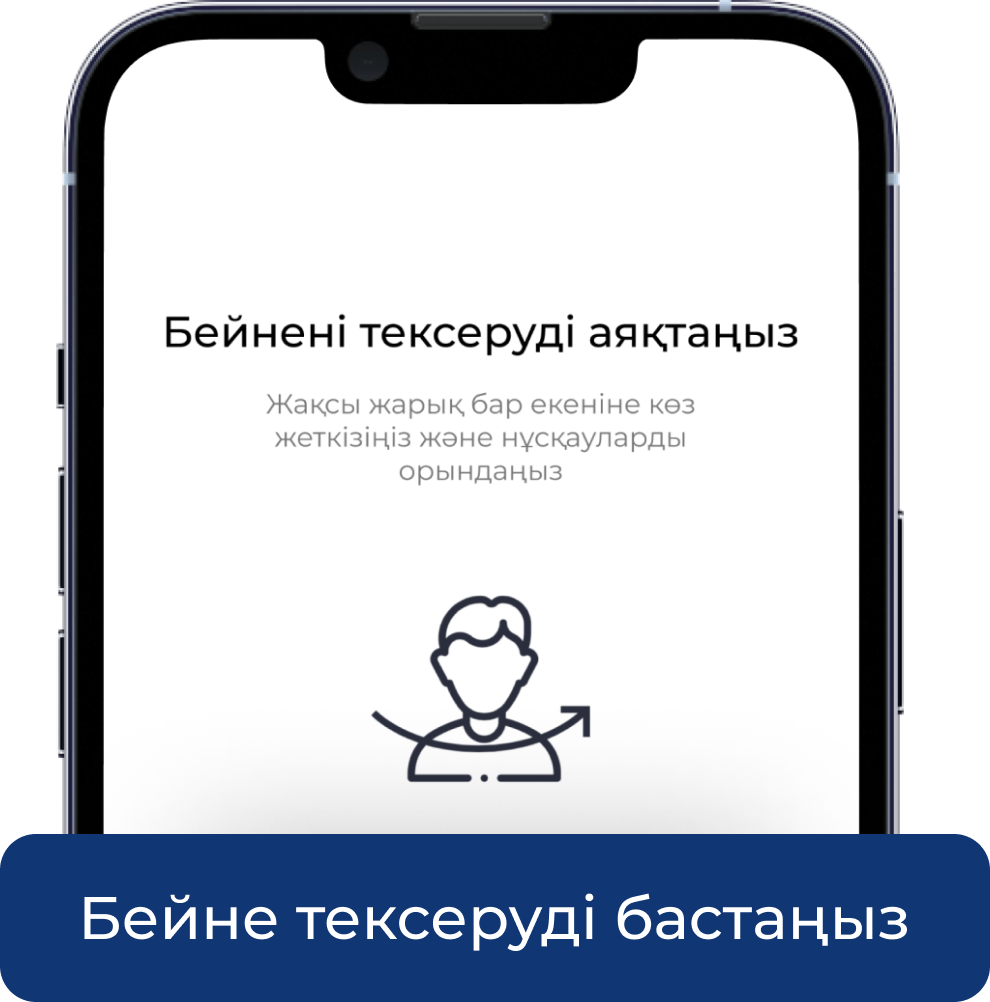 Бейнені тексеруді аяқтаңыз
Жақсы жарық бар екеніне көз
жеткізіңіз және нұсқауларды
орындаңыз
Бейне тексеруді бастаңыз